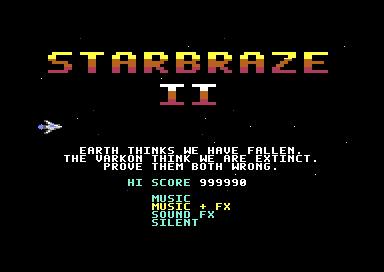 STARBRAZE
II
EARTH THINKS WE HAVE FALLEN.
THE VARKON THINK WE ARE EXTINCT.
PROVE THEM BOTH WRONG.
HI SCORE 999990
MUSIC
MUSIC + FX
SOUND FX
SILENT